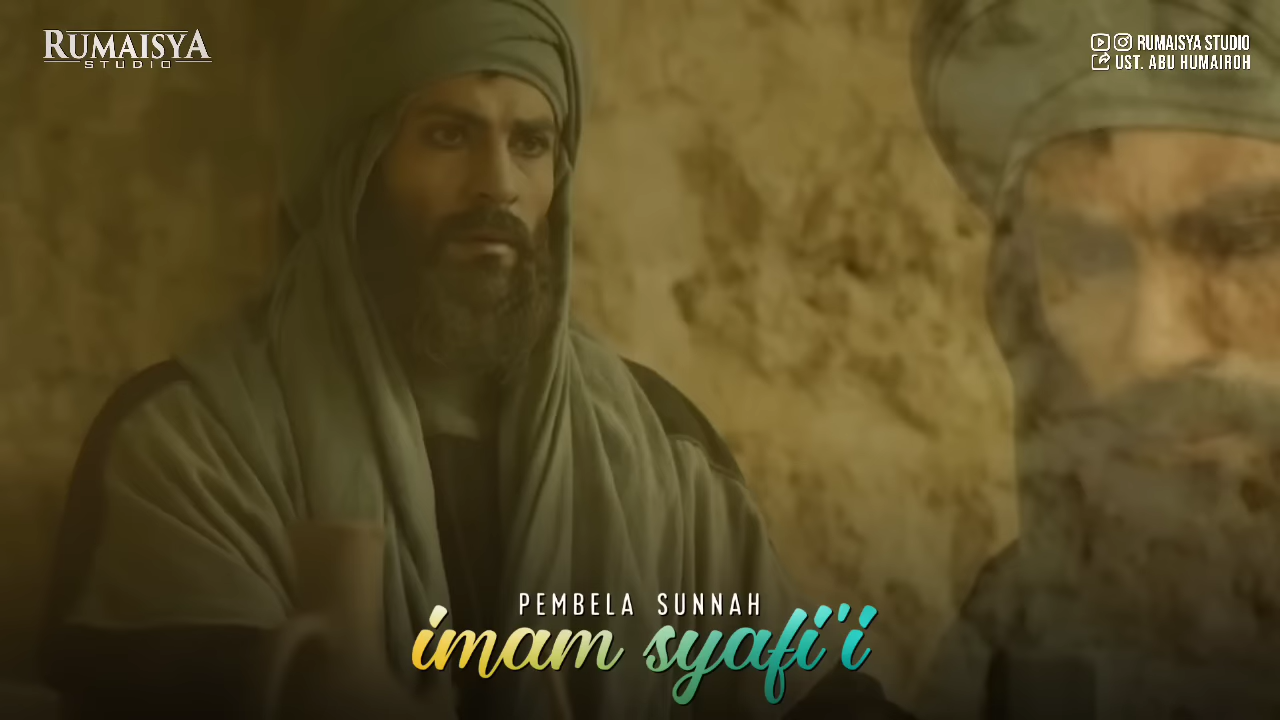 RUMAISYA
STUDIO
RUMAISYA STUDIO
UST. ABU HUMAIROH
PEMBELA SUNNAH
imam syafi'i